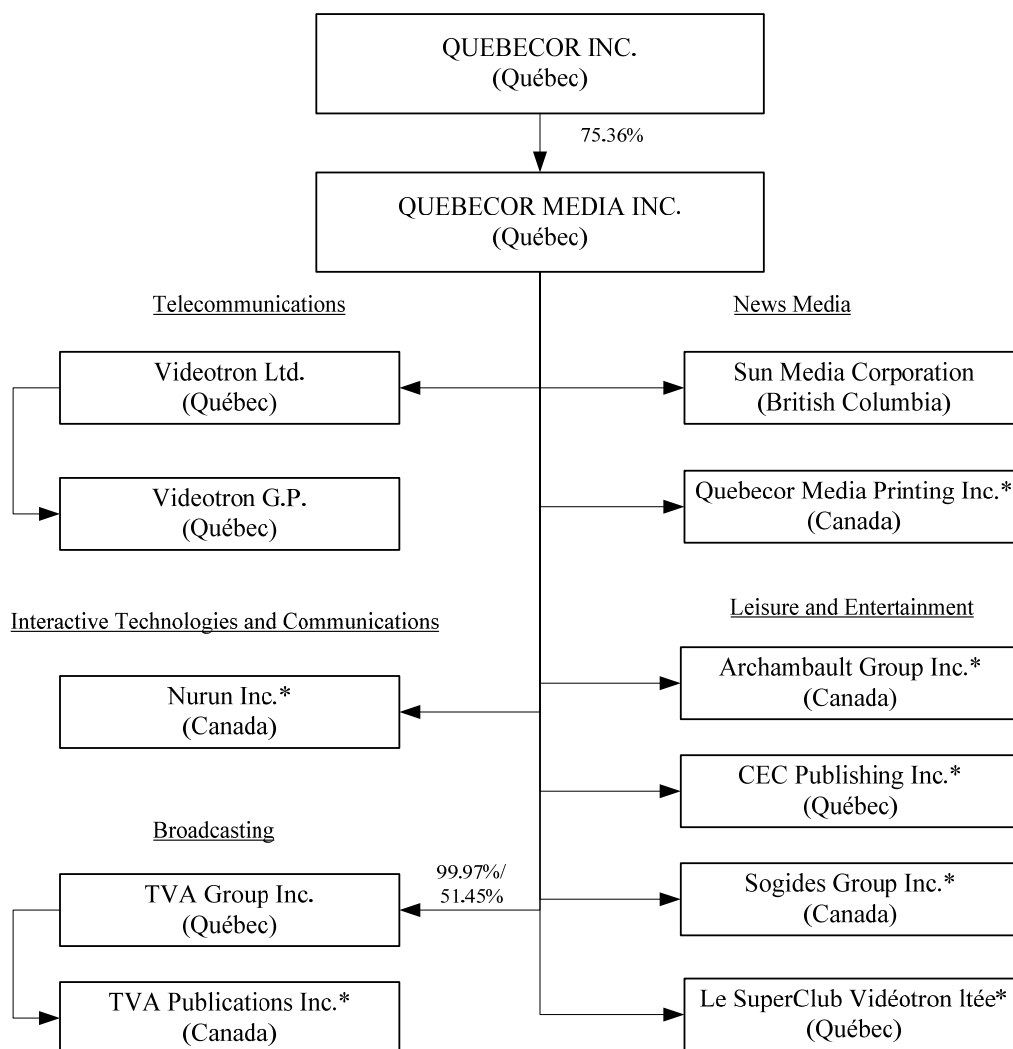 QUEBECOR INC.
(Québec)
75.36%
QUEBECOR MEDIA INC.
(Québec)
Telecommunications
News Media
Videotron Ltd.
(Québec)
Sun Media Corporation
(British Columbia)
Videotron G.P.
(Québec)
Quebecor Media Printing Inc.*
(Canada)
Interactive Technologies and Communications
Leisure and Entertainment
Nurun Inc.*
(Canada)
Archambault Group Inc.*
(Canada)
CEC Publishing Inc.*
(Québec)
Broadcasting
99.97%/
51.45%
TVA Group Inc.
(Québec)
Sogides Group Inc.*
(Canada)
TVA Publications Inc.*
(Canada)
Le SuperClub Vidéotron ltée*
(Québec)